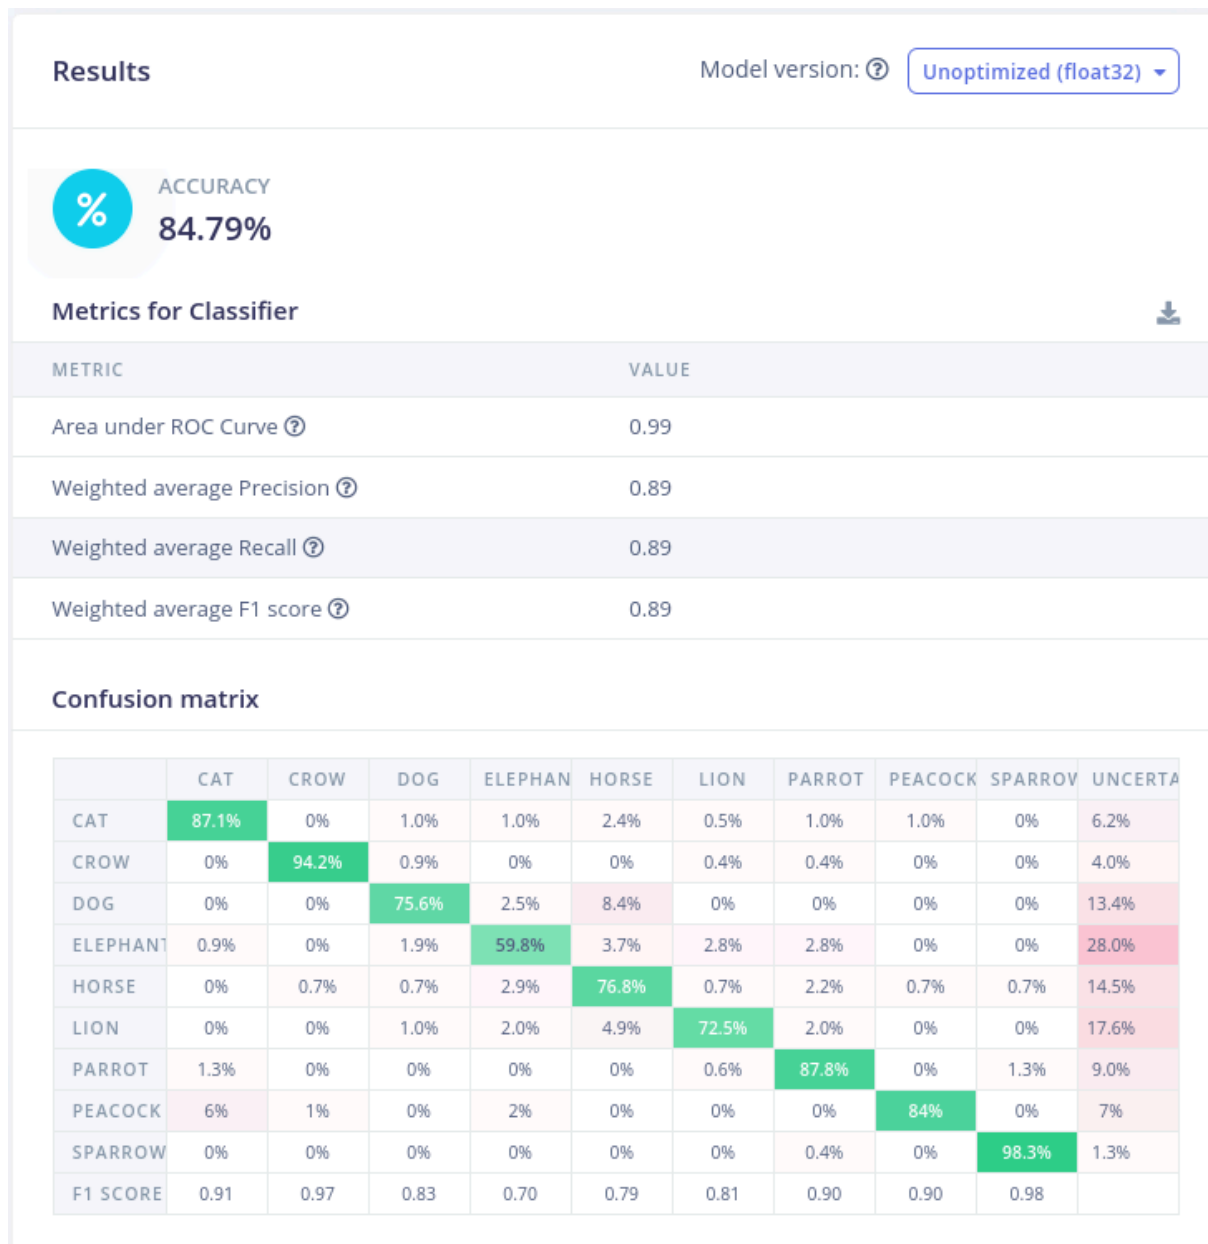 Results
Model version: Unoptimized (float32)
%
ACCURACY
84.79%
Metrics for Classifier
METRIC VALUE
Area under ROC Curve ? 0.99
Weighted average Precision ? 0.89
Weighted average Recall ? 0.89
Weighted average F1 score ? 0.89
Confusion matrix
CAT CROW DOG ELEPHAN HORSE LION PARROT PEACOCK SPARROW UNCERTA
CAT 87.1% 0% 1.0% 1.0% 2.4% 0.5% 1.0% 1.0% 0% 6.2%
CROW 0% 94.2% 0.9% 0% 0% 0.4% 0.4% 0% 0% 4.0%
DOG 0% 0% 75.6% 2.5% 8.4% 0% 0% 0% 0% 13.4%
ELEPHANT 0.9% 0% 1.9% 59.8% 3.7% 2.8% 2.8% 0% 0% 28.0%
HORSE 0% 0.7% 0.7% 2.9% 76.8% 0.7% 2.2% 0.7% 0.7% 14.5%
LION 0% 0% 1.0% 2.0% 4.9% 72.5% 2.0% 0% 0% 17.6%
PARROT 1.3% 0% 0% 0% 0% 0.6% 87.8% 0% 1.3% 9.0%
PEACOCK 6% 1% 0% 2% 0% 0% 0% 84% 0% 7%
SPARROW 0% 0% 0% 0% 0% 0% 0.4% 0% 98.3% 1.3%
F1 SCORE 0.91 0.97 0.83 0.70 0.79 0.81 0.90 0.90 0.98